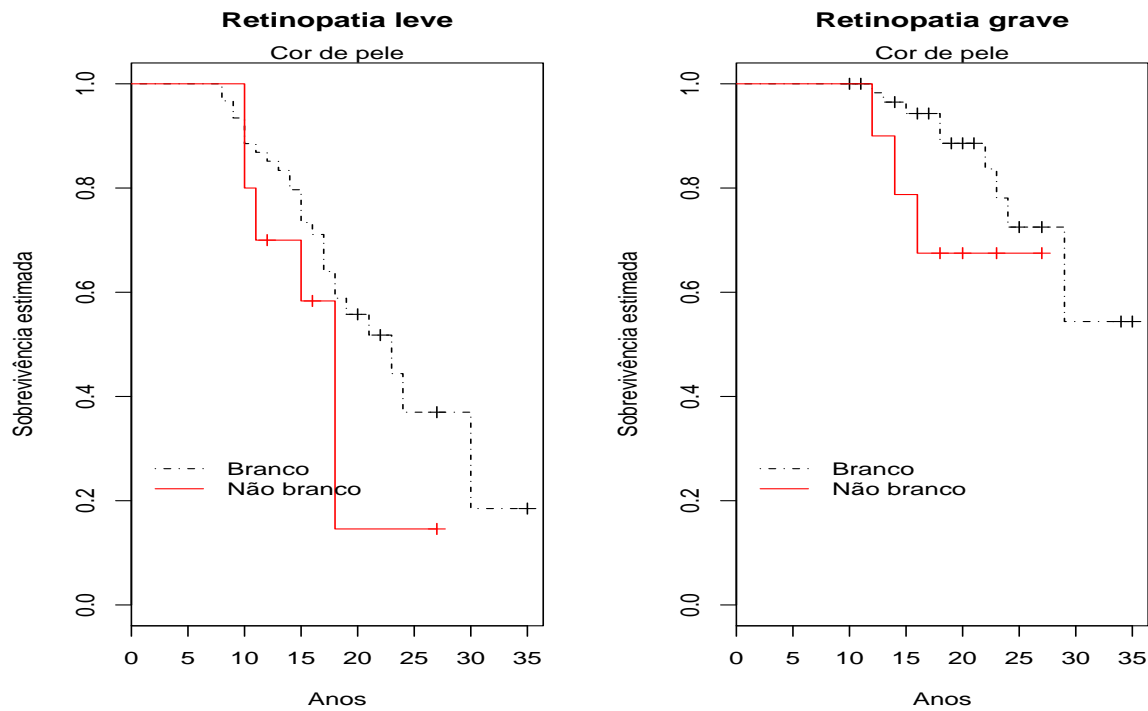 Retinopatia leve
Cor de pele
Sobrevivência estimada
1.0
0.8
0.6
0.4
0.2
0.0
Branco
Não branco
0 5 10 15 20 25 30 35
Anos
Retinopatia grave
Cor de pele
Sobrevivência estimada
1.0
0.8
0.6
0.4
0.2
0.0
Branco
Não branco
0 5 10 15 20 25 30 35
Anos